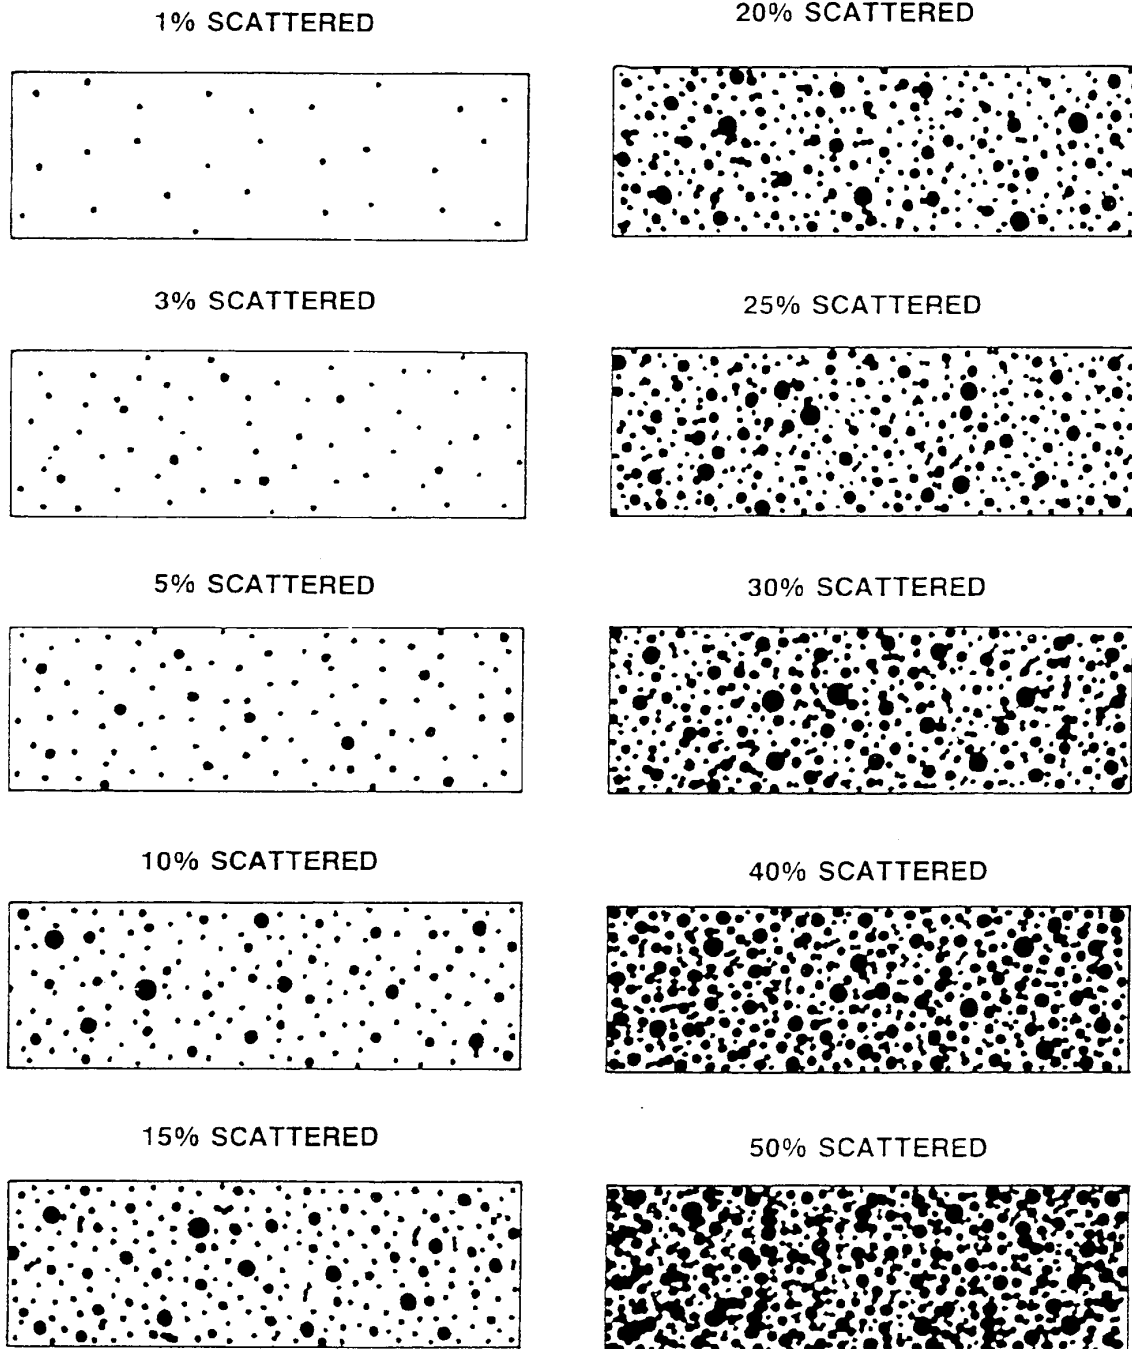 1% SCATTERED
3% SCATTERED
5% SCATTERED
10% SCATTERED
15% SCATTERED
20% SCATTERED
25% SCATTERED
30% SCATTERED
40% SCATTERED
50% SCATTERED